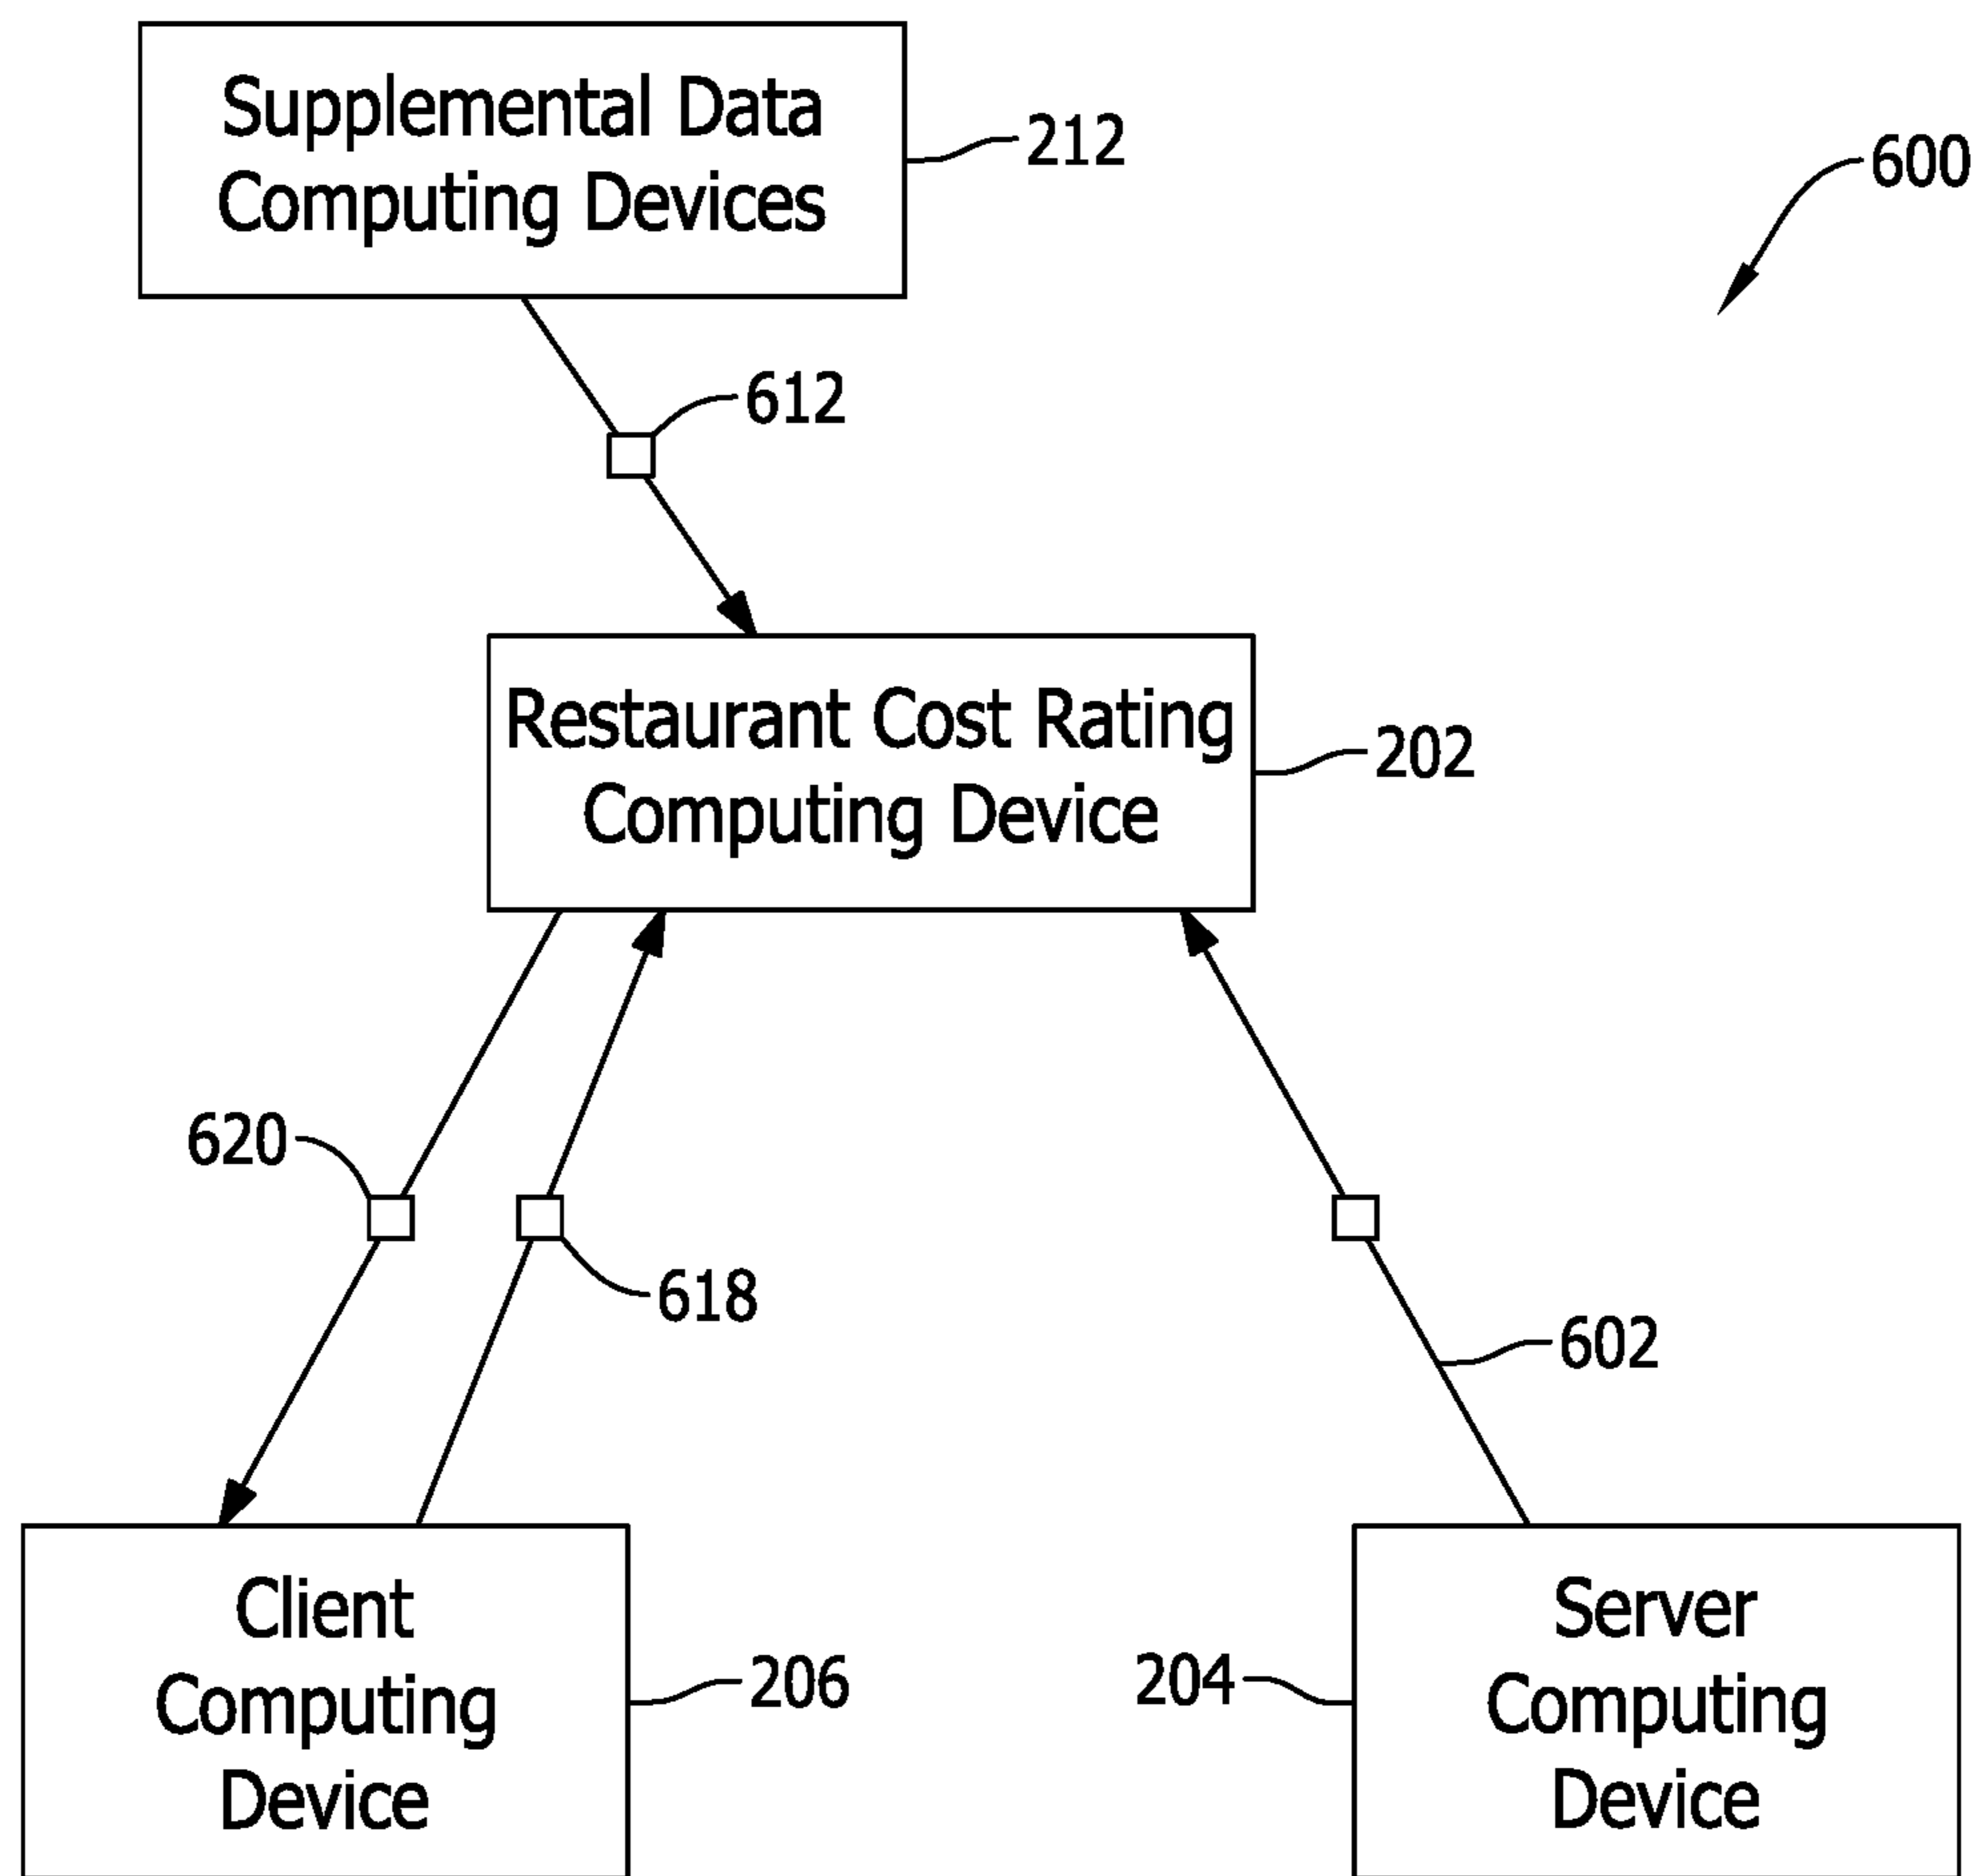 Supplemental Data
Computing Devices
212
600
612
Restaurant Cost Rating
Computing Device
202
620
618
602
Client
Computing
Device
206
204
Server
Computing
Device